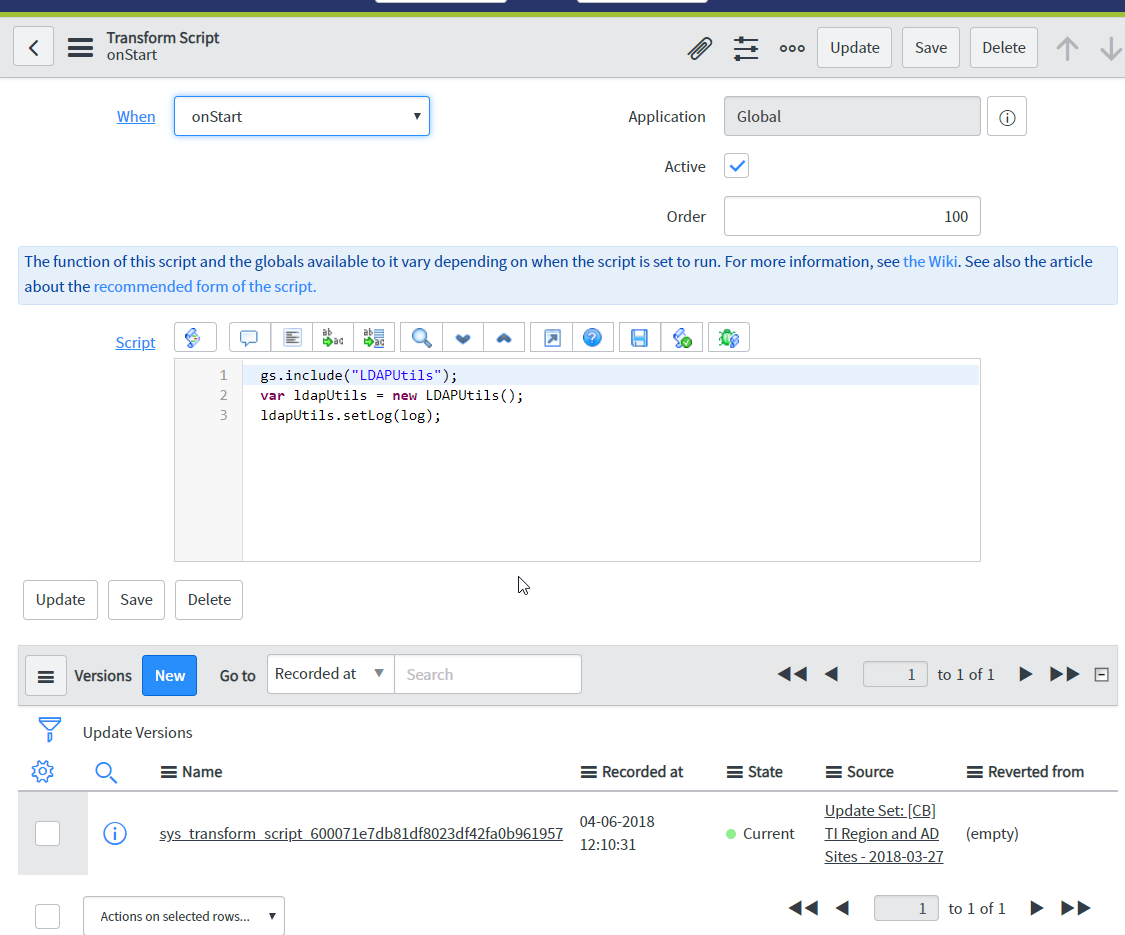 Transform Script
onStart
Update
Save
Delete
When
onStart
Application
Global
Active
Order
100
The function of this script and the globals available to it vary depending on when the script is set to run. For more information, see the Wiki. See also the article
about the recommended form of the script.
Script
1 gs.include("LDAPUtils");
2 var ldapUtils = new LDAPUtils();
3 ldapUtils.setLog(log);
Update
Save
Delete
Versions
New
Go to
Recorded at
Search
1 to 1 of 1
Update Versions
Name
Recorded at
State
Source
Reverted from
sys_transform_script_600071e7db81df8023df42fa0b961957
04-06-2018
12:10:31
Current
Update Set: [CB]
TI Region and AD
Sites - 2018-03-27
(empty)
Actions on selected rows...
1 to 1 of 1